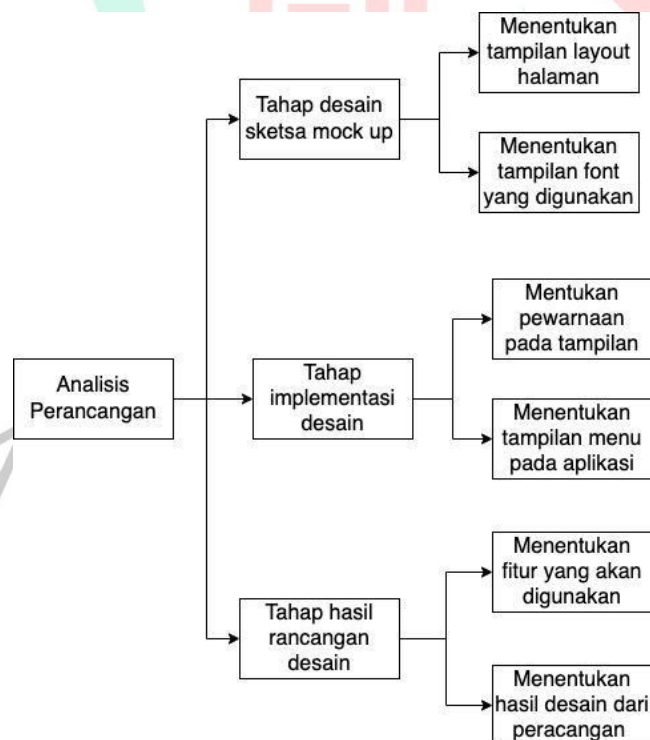 Menentukan
tampilan layout
halaman
Tahap desain
sketsa mock up
Menentukan
tampilan font
yang digunakan
Mentukan
pewarnaan
pada tampilan
Analisis
Perancangan
Tahap
implementasi
desain
Menentukan
tampilan menu
pada aplikasi
Menentukan
fitur yang akan
digunakan
Tahap hasil
rancangan
desain
Menentukan
hasil desain dari
peracangan